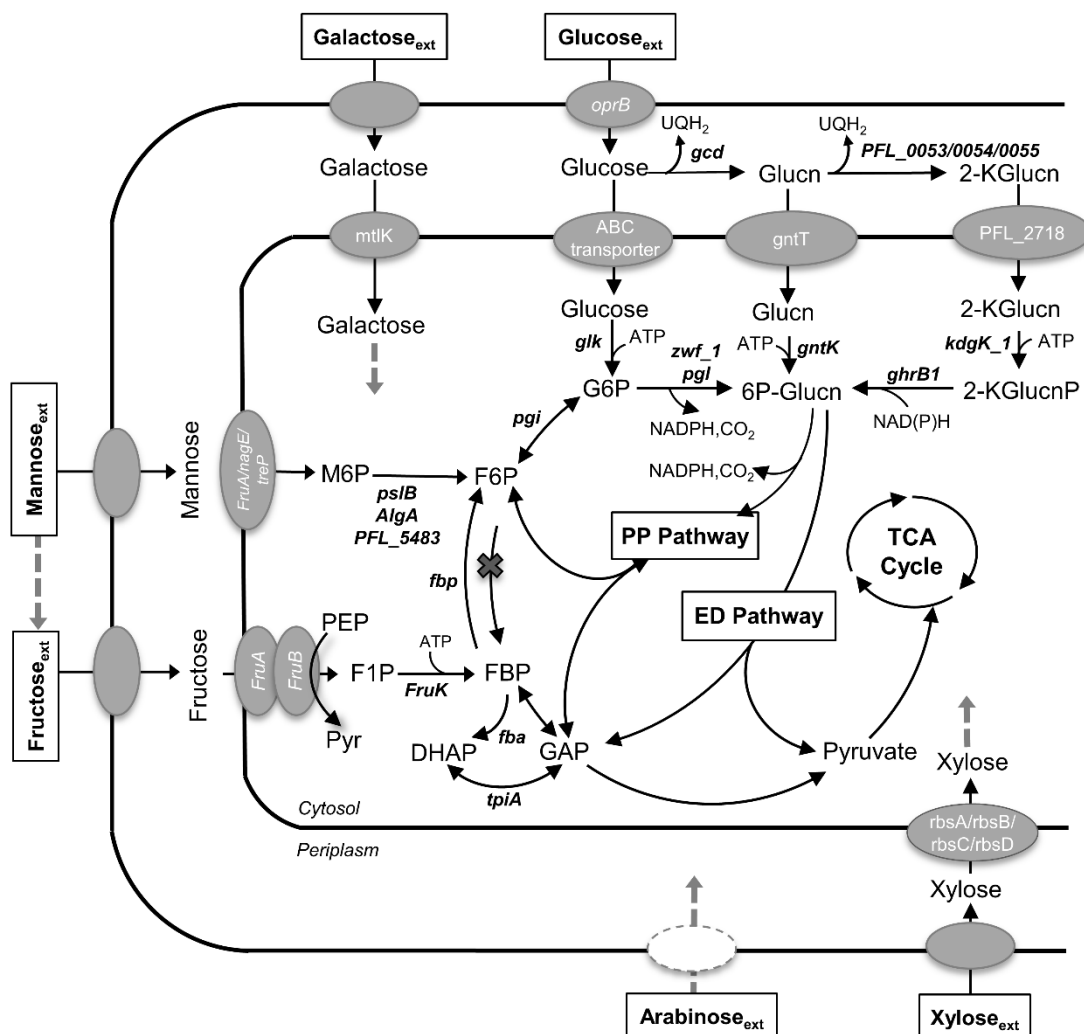 Galactose_ext
Glucose_ext
oprB
UQH₂
UQH₂
gcd
PFL_0053/0054/0055
Galactose
Glucose
Glucn
2-KGlucn
mtlK
ABC
transporter
gntT
PFL_2718
Galactose
Glucose
Glucn
2-KGlucn
glk
ATP
zwf_1
pgl
ATP
gntK
kdgK_1
ATP
G6P
6P-Glucn
ghrB1
2-KGlucnP
pgi
NADPH,CO₂
NAD(P)H
Mannose_ext
Mannose
FruA/nagE/
treP
M6P
F6P
NADPH,CO₂
pslB
AlgA
PFL_5483
PP Pathway
TCA
Cycle
fbp
ED Pathway
Fructose_ext
Fructose
FruA
FruB
PEP
Pyr
F1P
ATP
FruK
FBP
fba
DHAP
GAP
Pyruvate
tpiA
Xylose
Cytosol
Periplasm
rbsA/rbsB/
rbsC/rbsD
Xylose
Arabinose_ext
Xylose_ext